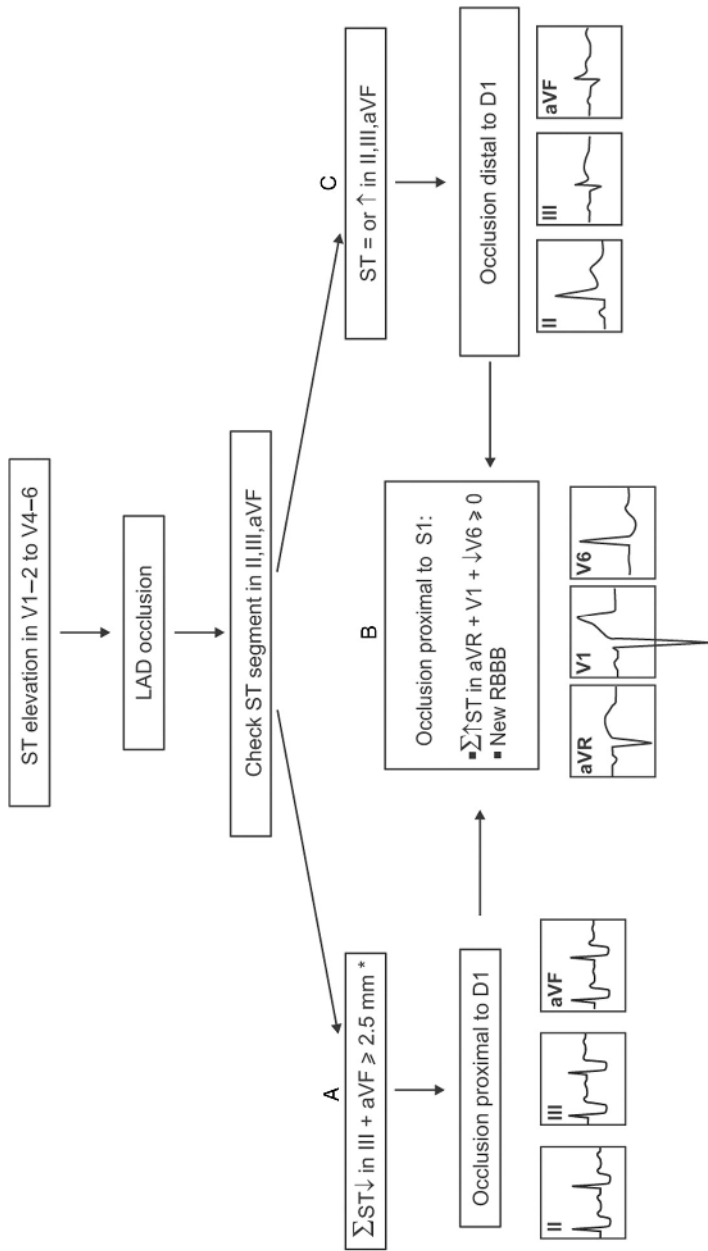 ST elevation in V1–2 to V4–6
LAD occlusion
Check ST segment in II,III,aVF
A
∑ST↓ in III + aVF ⩾ 2.5 mm *
Occlusion proximal to D1
II
III
aVF
B
Occlusion proximal to S1:
▪∑↑ST in aVR + V1 + ↓V6 ⩾ 0
▪ New RBBB
aVR
V1
V6
C
ST = or ↑ in II,III,aVF
Occlusion distal to D1
II
III
aVF